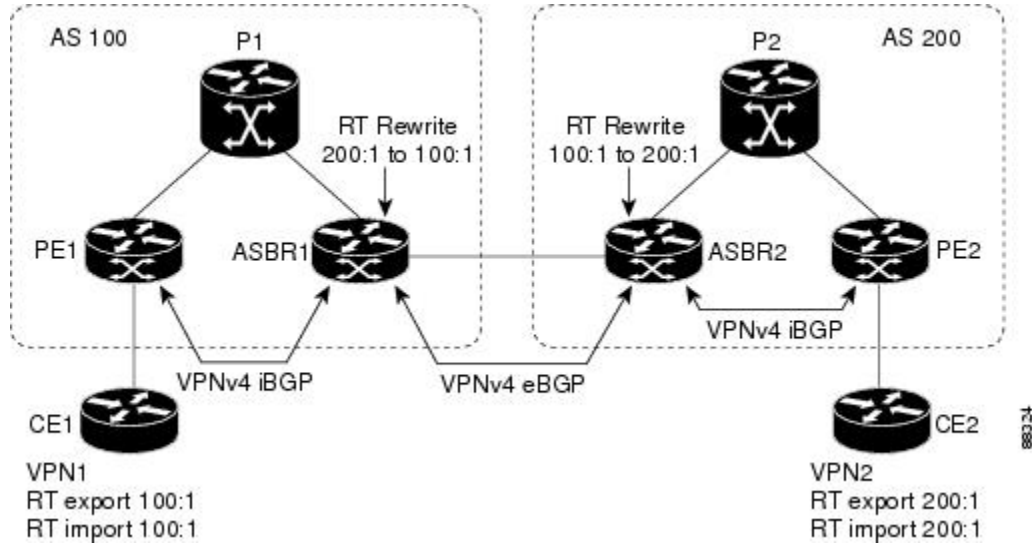 AS 100
P1
P2
AS 200
RT Rewrite
200:1 to 100:1
RT Rewrite
100:1 to 200:1
PE1
ASBR1
ASBR2
PE2
VPNv4 iBGP
VPNv4 iBGP
VPNv4 eBGP
CE1
CE2
VPN1
RT export 100:1
RT import 100:1
VPN2
RT export 200:1
RT import 200:1
88324